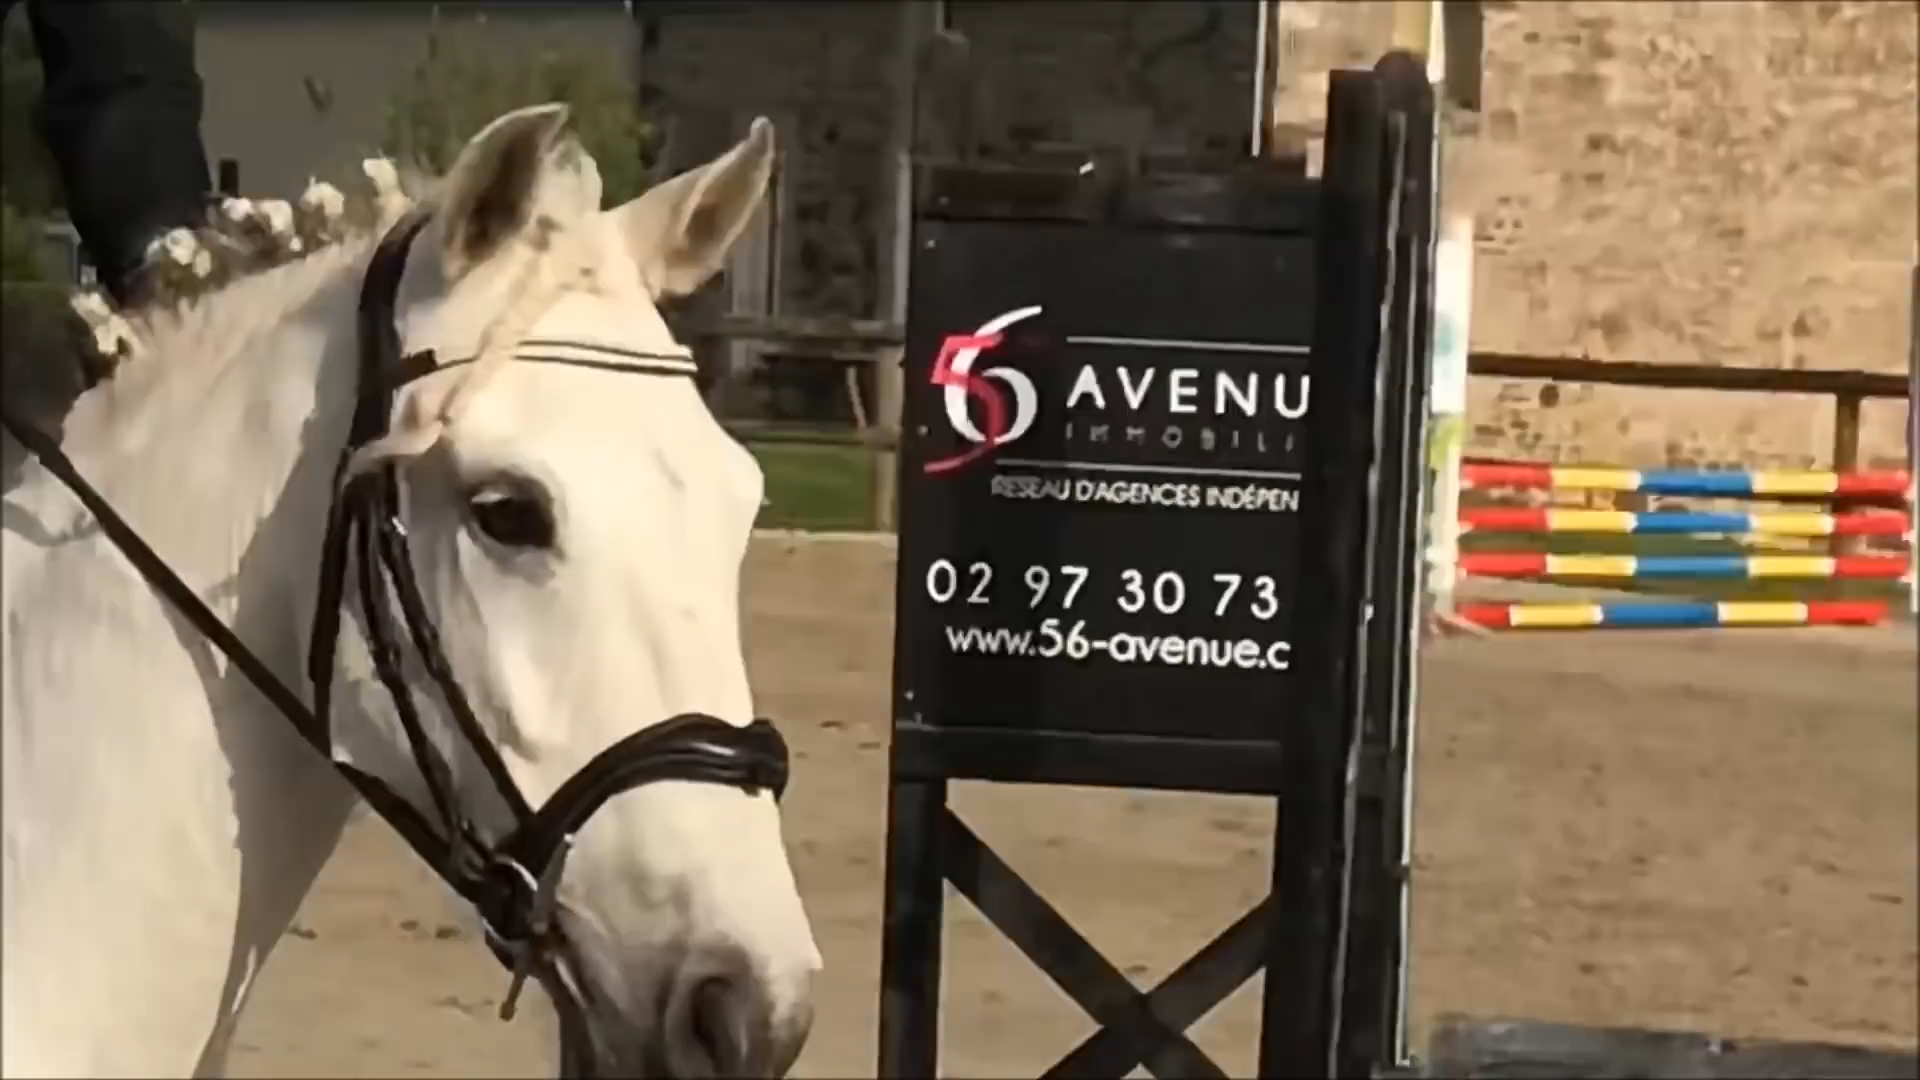 56
AVENU
IMMOBILI
RESEAU D'AGENCES INDÉPEN
02 97 30 73
www.56-avenue.c